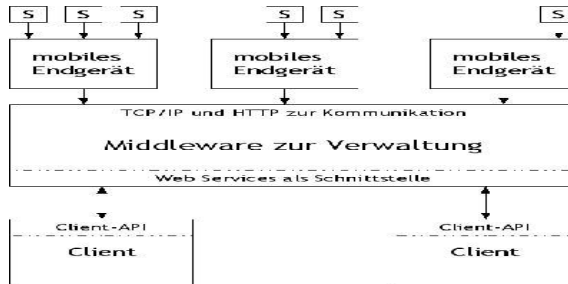 S S S S S S
mobiles mobiles mobiles
Endgerät Endgerät Endgerät
TCP/IP und HTTP zur Kommunikation
Middleware zur Verwaltung
Web Services als Schnittstelle
Client-API Client-API
Client Client